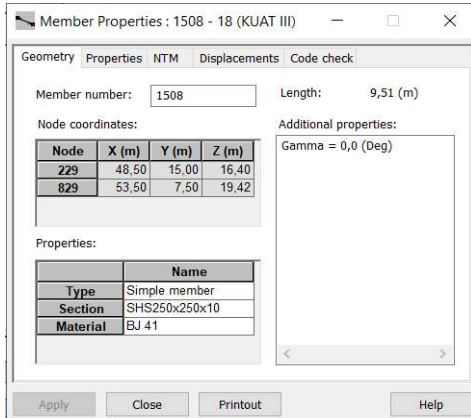 Member Properties : 1508 - 18 (KUAT III)
Geometry Properties NTM Displacements Code check
Member number: 1508 Length: 9,51 (m)
Node coordinates: Additional properties:
Node X (m) Y (m) Z (m)
229 48,50 15,00 16,40
829 53,50 7,50 19,42
Gamma = 0,0 (Deg)
Properties:
Name
Type Simple member
Section SHS250x250x10
Material BJ 41
Apply Close Printout Help